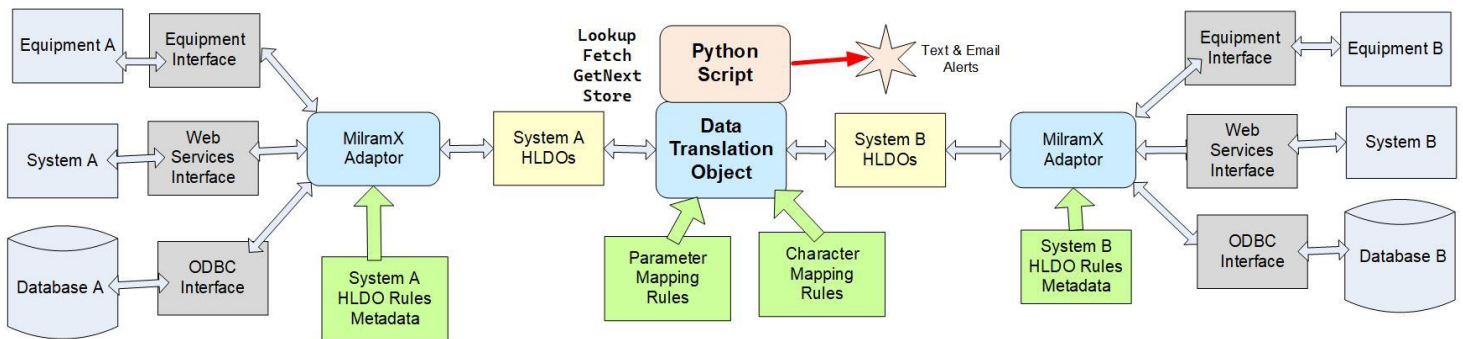 Equipment A
Equipment
Interface
System A
Web
Services
Interface
Database A
ODBC
Interface
MilramX
Adaptor
System A
HLDO Rules
Metadata
System A
HLDOs
Lookup
Fetch
GetNext
Store
Python
Script
Text & Email
Alerts
Data
Translation
Object
Parameter
Mapping
Rules
Character
Mapping
Rules
System B
HLDOs
MilramX
Adaptor
System B
HLDO Rules
Metadata
Equipment
Interface
Equipment B
Web
Services
Interface
System B
ODBC
Interface
Database B